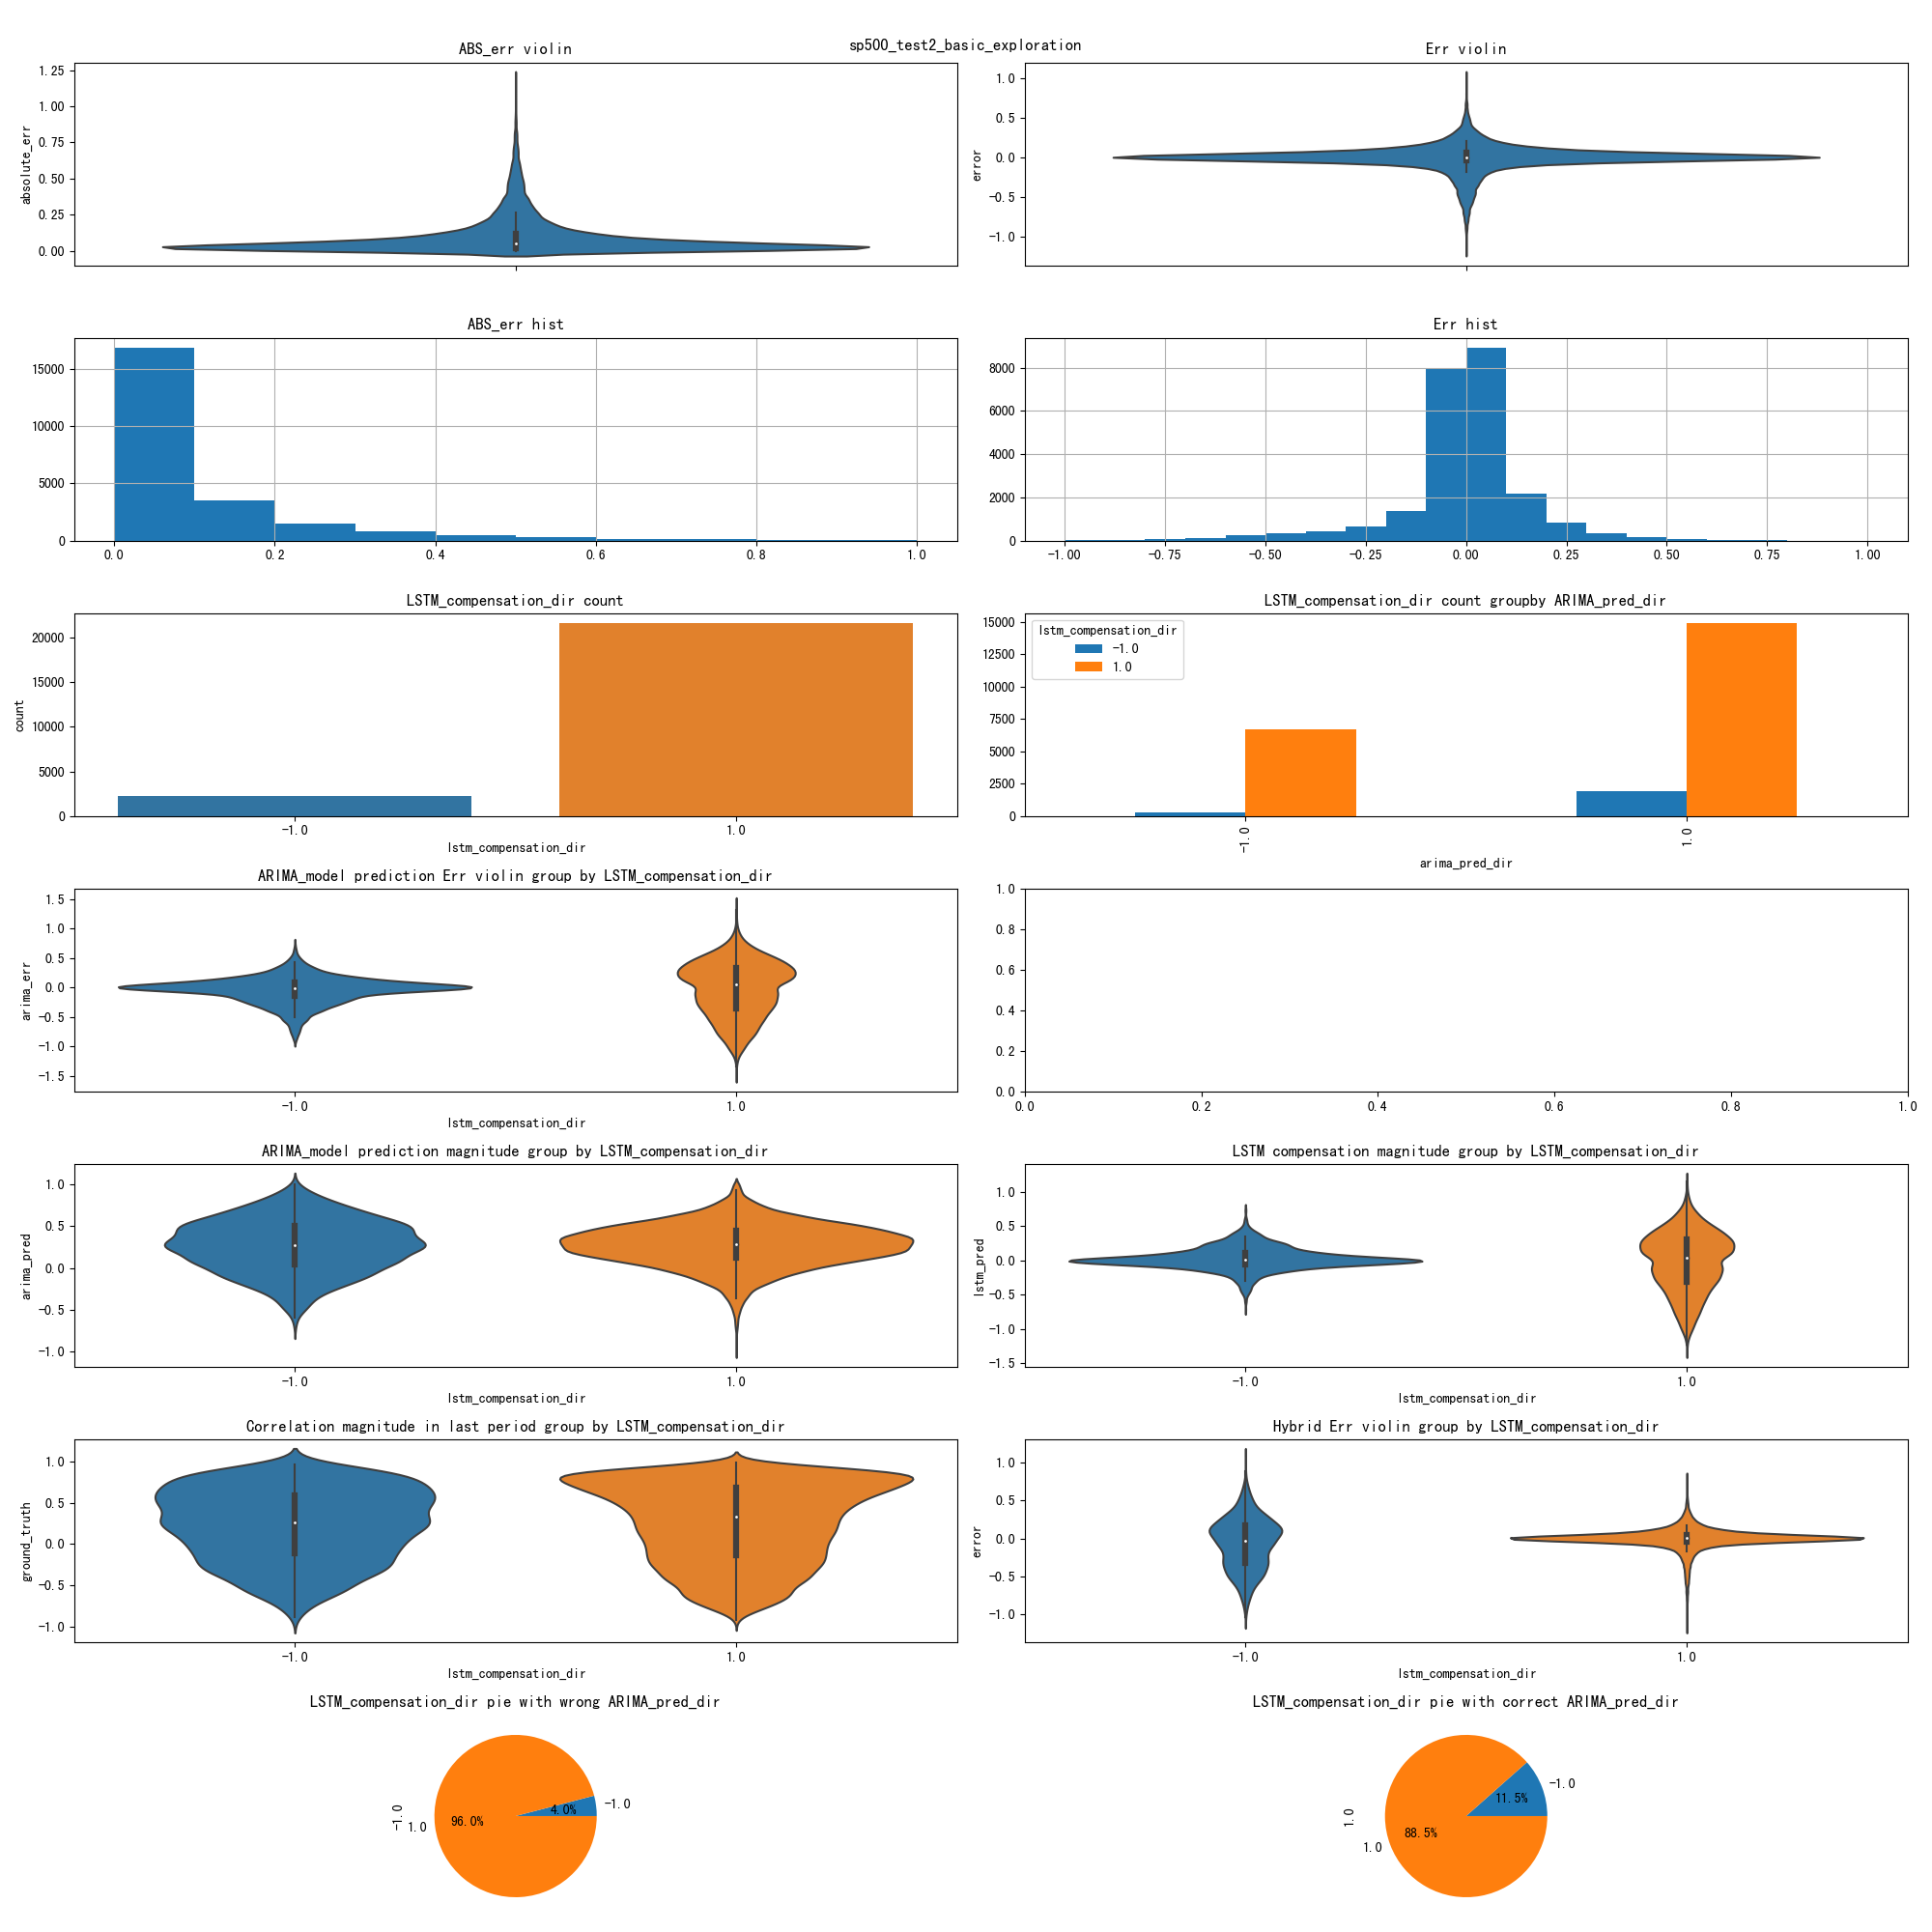 sp500_test2_basic_exploration
ABS_err violin
absolute_err
1.25
1.00
0.75
0.50
0.25
0.00
Err violin
error
1.0
0.5
0.0
-0.5
-1.0
ABS_err hist
15000
10000
5000
0
0.0 0.2 0.4 0.6 0.8 1.0
Err hist
8000
6000
4000
2000
0
-1.00 -0.75 -0.50 -0.25 0.00 0.25 0.50 0.75 1.00
LSTM_compensation_dir count
count
20000
15000
10000
5000
0
-1.0 1.0
lstm_compensation_dir
LSTM_compensation_dir count groupby ARIMA_pred_dir
lstm_compensation_dir
-1.0
1.0
15000
12500
10000
7500
5000
2500
0
-1.0 1.0
arima_pred_dir
ARIMA_model prediction Err violin group by LSTM_compensation_dir
arima_err
1.5
1.0
0.5
0.0
-0.5
-1.0
-1.5
-1.0 1.0
lstm_compensation_dir
1.0
0.8
0.6
0.4
0.2
0.0
0.0 0.2 0.4 0.6 0.8 1.0
ARIMA_model prediction magnitude group by LSTM_compensation_dir
arima_pred
1.0
0.5
0.0
-0.5
-1.0
-1.0 1.0
lstm_compensation_dir
LSTM compensation magnitude group by LSTM_compensation_dir
lstm_pred
1.0
0.5
0.0
-0.5
-1.0
-1.5
-1.0 1.0
lstm_compensation_dir
Correlation magnitude in last period group by LSTM_compensation_dir
ground_truth
1.0
0.5
0.0
-0.5
-1.0
-1.0 1.0
lstm_compensation_dir
Hybrid Err violin group by LSTM_compensation_dir
error
1.0
0.5
0.0
-0.5
-1.0
-1.0 1.0
lstm_compensation_dir
LSTM_compensation_dir pie with wrong ARIMA_pred_dir
-1.0
1.0
96.0%
4.0%
-1.0
LSTM_compensation_dir pie with correct ARIMA_pred_dir
1.0
1.0
88.5%
11.5%
-1.0